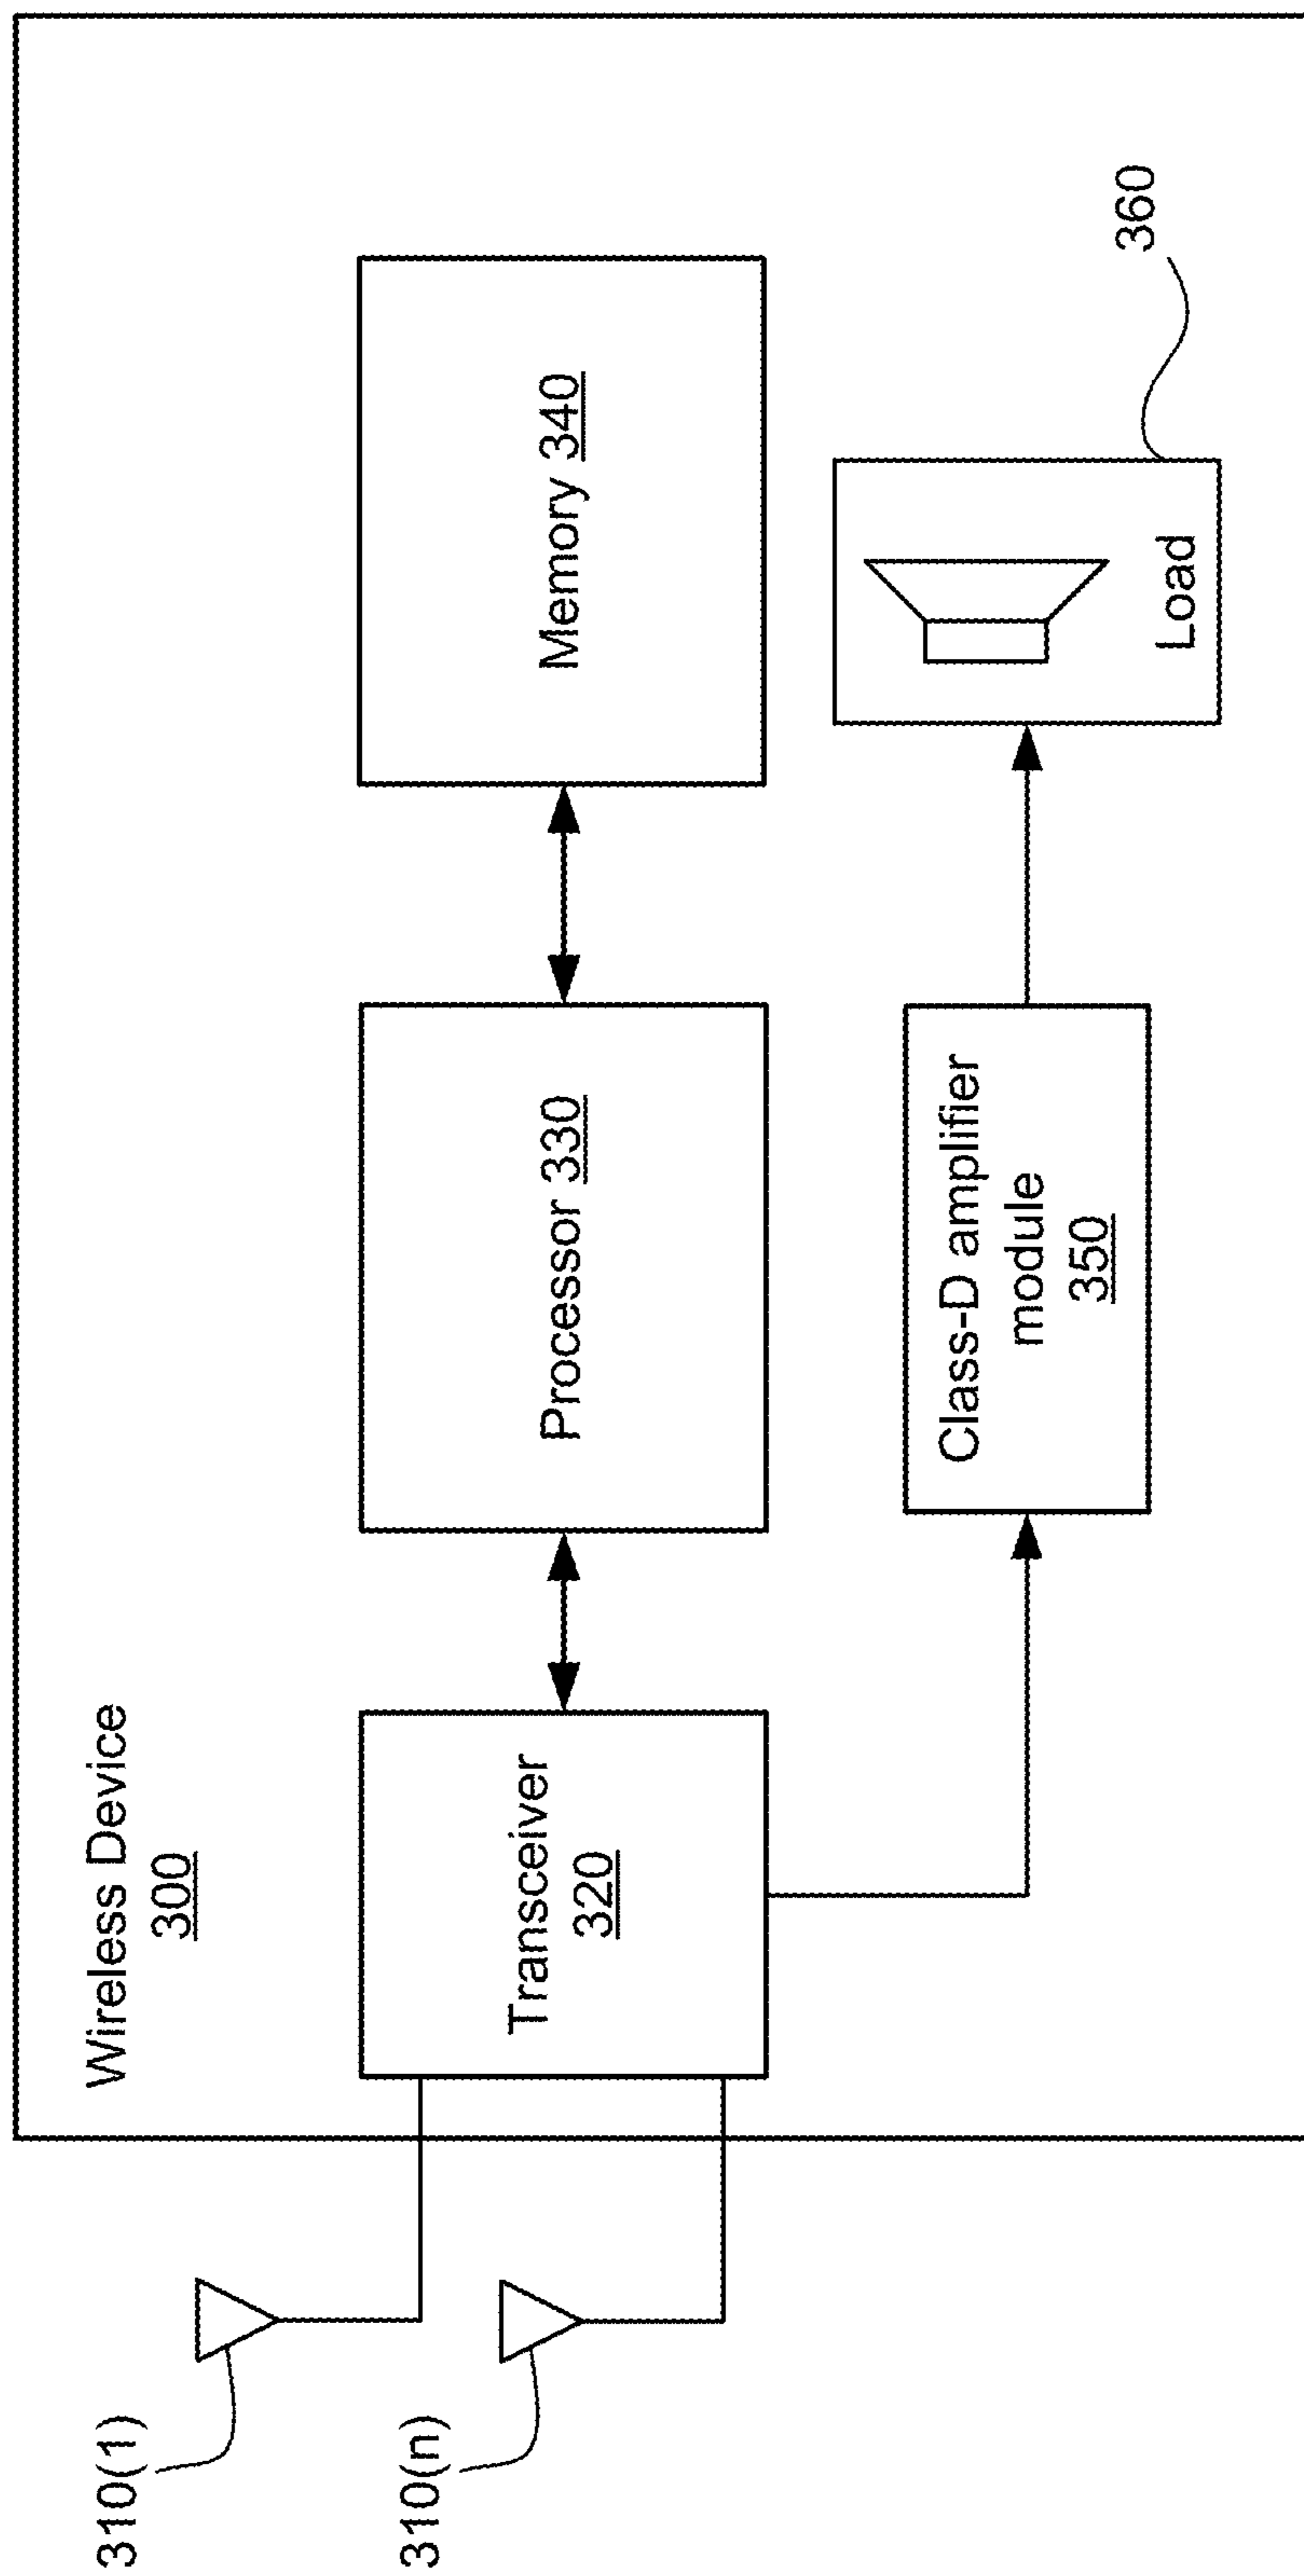 Wireless Device
300
310(1)
310(n)
Transceiver
320
Processor 330
Memory 340
Class-D amplifier
module
350
Load
360